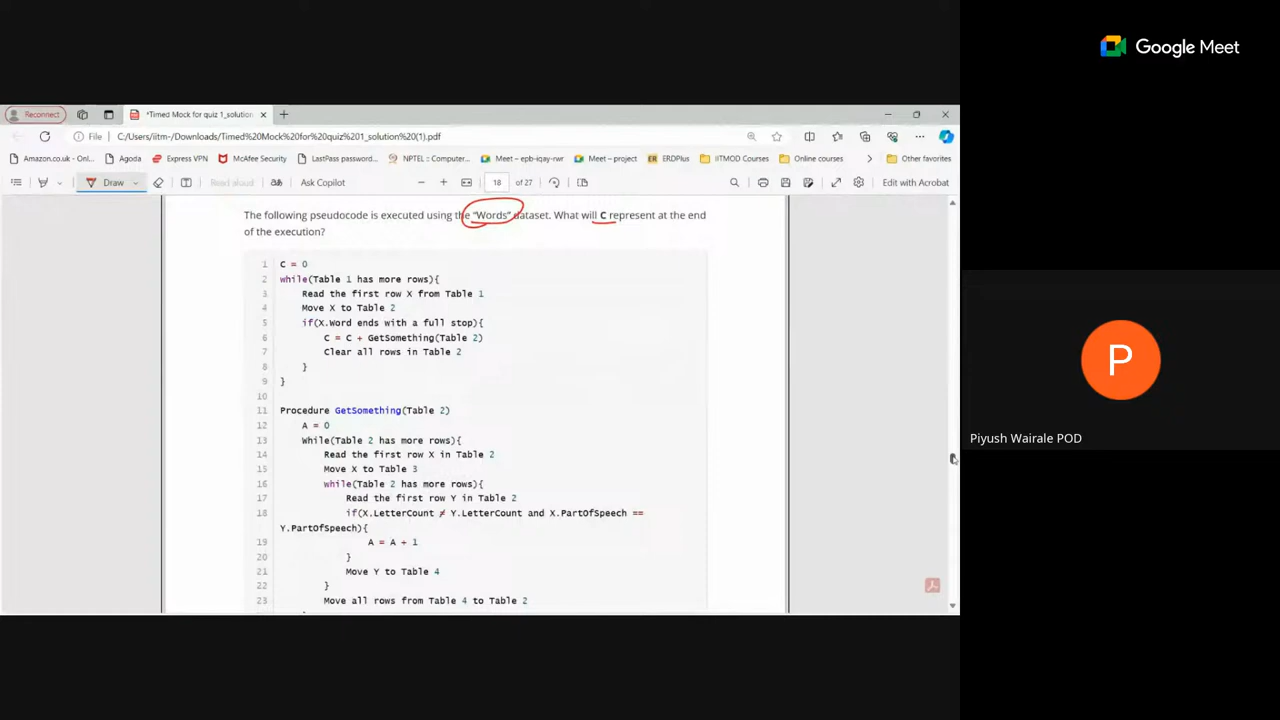 Google Meet
Reconnect
*Timed Mock for quiz 1_solution
File
C:/Users/iitm-/Downloads/Timed%20Mock%20for%20quiz%201_solution%20(1).pdf
Amazon.co.uk - Onl...
Agoda
Express VPN
McAfee Security
LastPass password...
NPTEL :: Computer...
Meet – epb-iqay-rwr
Meet – project
ERDPlus
IITMOD Courses
Online courses
Other favorites
Draw
Read aloud
Ask Copilot
18 of 27
Edit with Acrobat
The following pseudocode is executed using the "Words" dataset. What will C represent at the end
of the execution?
1 C = 0
2 while(Table 1 has more rows){
3 Read the first row X from Table 1
4 Move X to Table 2
5 if(X.Word ends with a full stop){
6 C = C + GetSomething(Table 2)
7 Clear all rows in Table 2
8 }
9 }
10
11 Procedure GetSomething(Table 2)
12 A = 0
13 While(Table 2 has more rows){
14 Read the first row X in Table 2
15 Move X to Table 3
16 while(Table 2 has more rows){
17 Read the first row Y in Table 2
18 if(X.LetterCount ≠ Y.LetterCount and X.PartOfSpeech ==
Y.PartOfSpeech){
19 A = A + 1
20 }
21 Move Y to Table 4
22 }
23 Move all rows from Table 4 to Table 2
P
Piyush Wairale POD